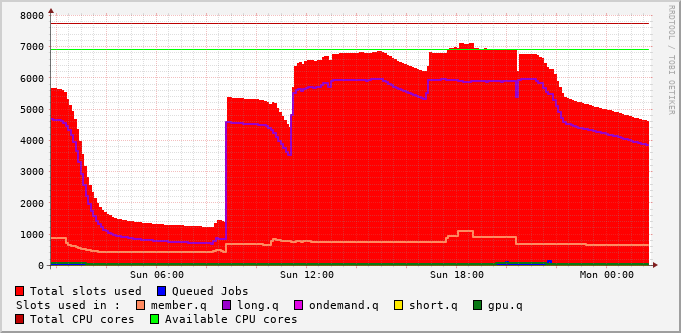 8000
7000
6000
5000
4000
3000
2000
1000
0
Sun 06:00 Sun 12:00 Sun 18:00 Mon 00:00
RRDTOOL / TOBI OETIKER
Total slots used Queued Jobs
Slots used in : member.q long.q ondemand.q short.q gpu.q
Total CPU cores Available CPU cores